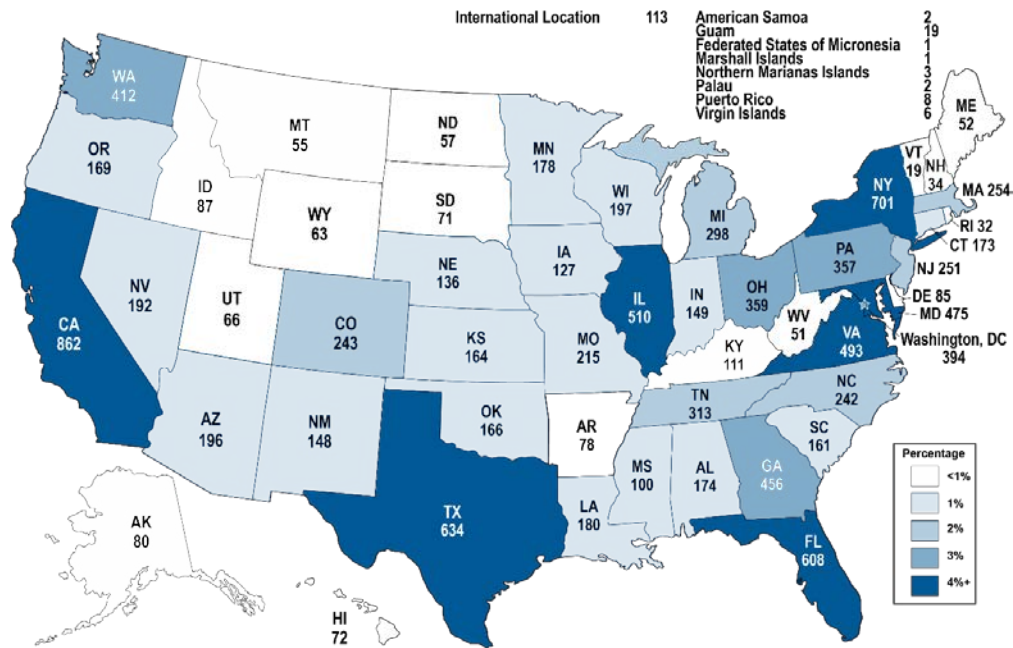 International Location 113
American Samoa 2
Guam 19
Federated States of Micronesia 1
Marshall Islands 1
Northern Marianas Islands 3
Palau 2
Puerto Rico 8
Virgin Islands 6
WA
412
OR
169
CA
862
NV
192
ID
87
MT
55
WY
63
UT
66
AZ
196
CO
243
NM
148
ND
57
SD
71
NE
136
KS
164
OK
166
TX
634
MN
178
IA
127
MO
215
AR
78
LA
180
WI
197
IL
510
MI
298
IN
149
OH
359
KY
111
TN
313
MS
100
AL
174
GA
456
FL
608
SC
161
NC
242
VA
493
WV
51
PA
357
NY
701
VT
19
NH
34
ME
52
MA 254
RI 32
CT 173
NJ 251
DE 85
MD 475
Washington, DC
394
AK
80
HI
72
Percentage
<1%
1%
2%
3%
4%+